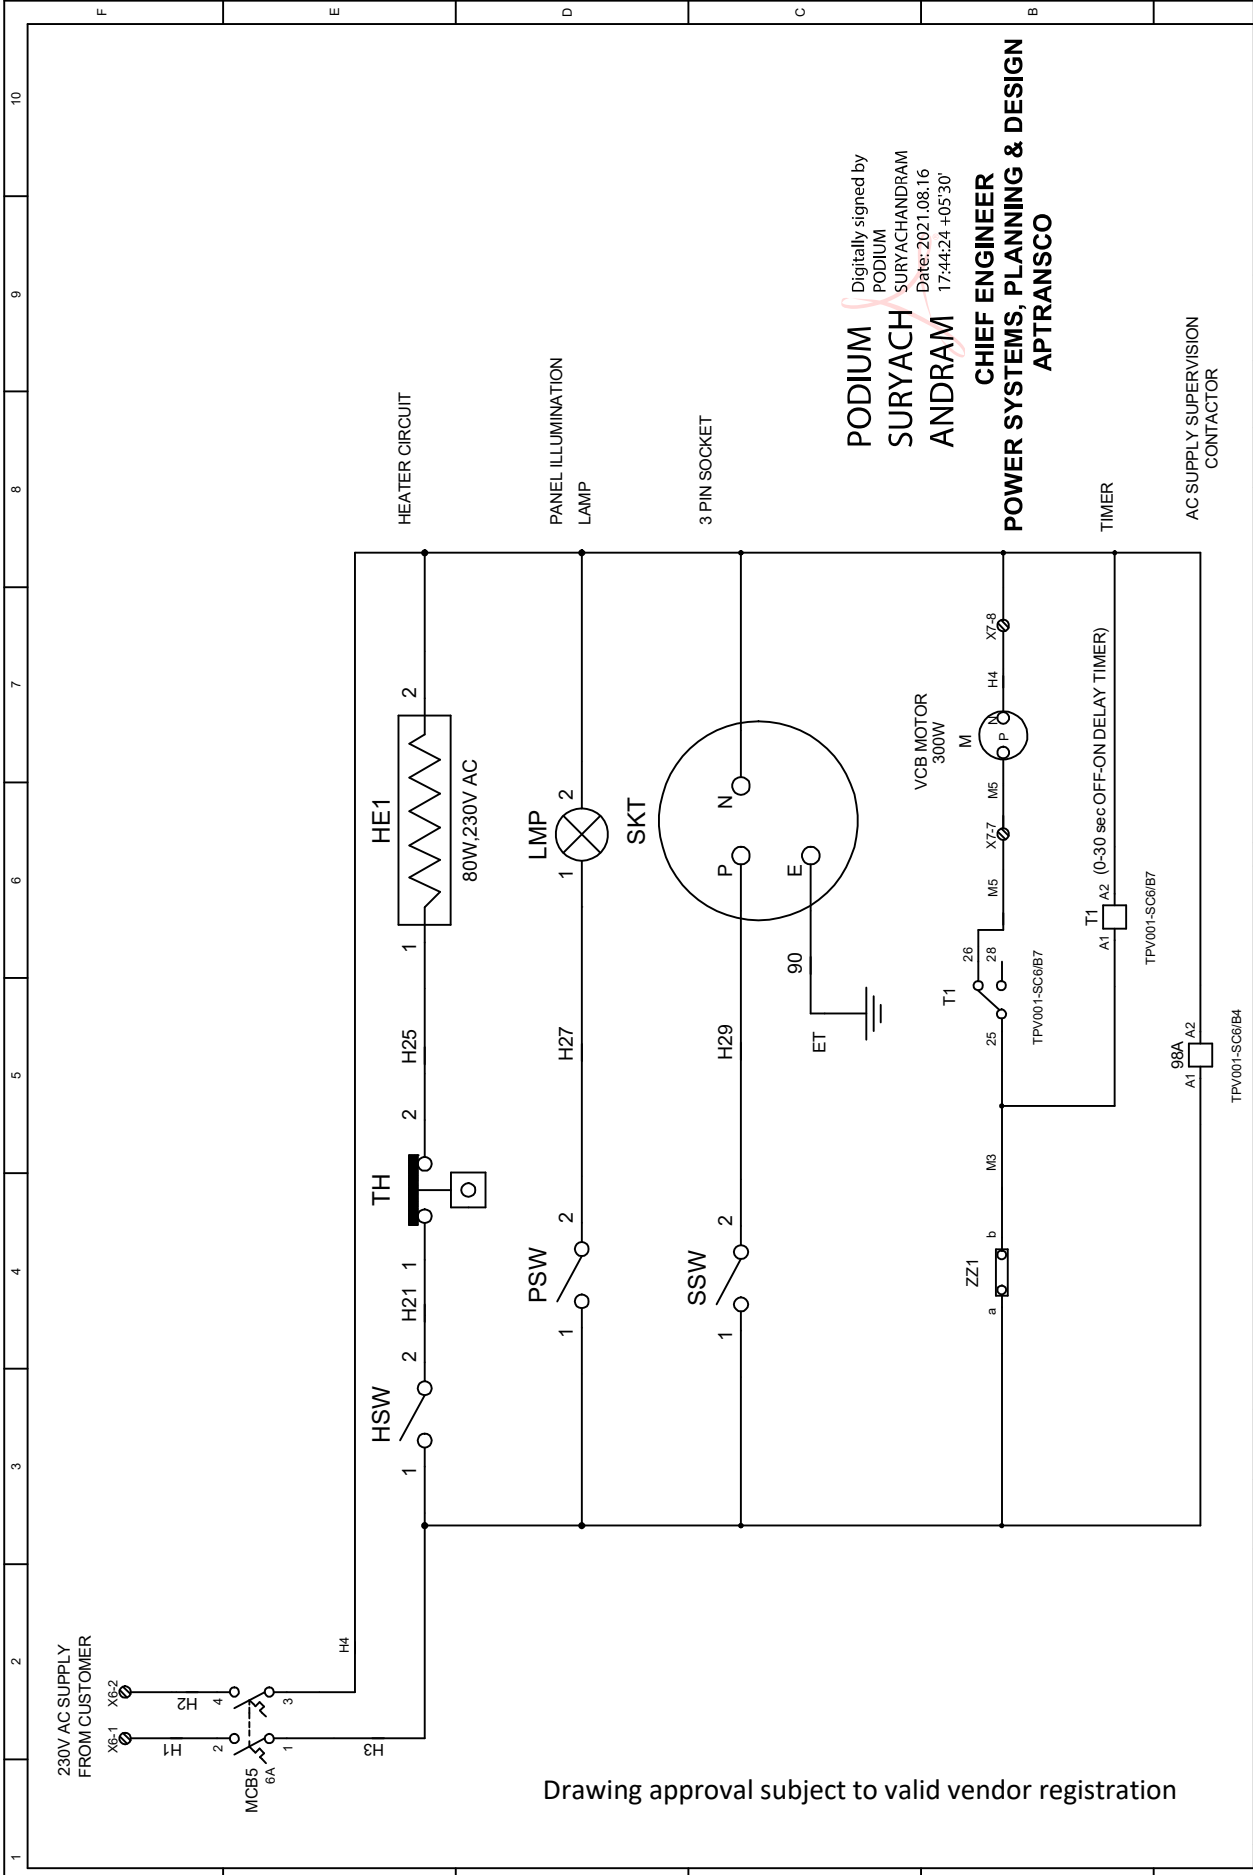 1
2
3
4
5
6
7
8
9
10
F
E
D
C
B
230V AC SUPPLY
FROM CUSTOMER
X6-1
X6-2
H1
H2
2
4
MCB5
6A
1
3
H3
H4
HEATER CIRCUIT
HSW
1
2
H21
TH
1
2
H25
HE1
1
2
80W,230V AC
PANEL ILLUMINATION
LAMP
PSW
1
2
H27
LMP
1
2
3 PIN SOCKET
SSW
1
2
H29
SKT
P
N
E
90
ET
VCB MOTOR
300W
M
ZZ1
a
b
M3
T1
25
26
28
TPV001-SC6/B7
M5
X7-7
M5
P
N
H4
X7-8
TIMER
T1
A1
A2
(0-30 sec OFF-ON DELAY TIMER)
TPV001-SC6/B7
AC SUPPLY SUPERVISION
CONTACTOR
98A
A1
A2
TPV001-SC6/B4
PODIUM
SURYACH
ANDRAM
Digitally signed by
PODIUM
SURYACHANDRAM
Date: 2021.08.16
17:44:24 +05'30'
CHIEF ENGINEER
POWER SYSTEMS, PLANNING & DESIGN
APTRANSCO
Drawing approval subject to valid vendor registration